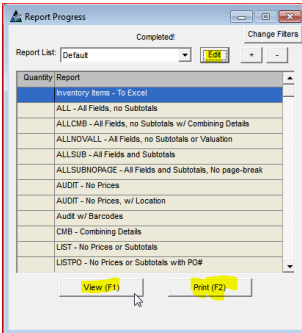 Report Progress
Completed!
Change Filters
Report List: Default Edit + -
Quantity Report
Inventory Items - To Excel
ALL - All Fields, no Subtotals
ALLCMB - All Fields, no Subtotals w/ Combining Details
ALLNOVALL - All Fields, no Subtotals or Valuation
ALLSUB - All Fields and Subtotals
ALLSUBNOPAGE - All Fields and Subtotals, No page-break
AUDIT - No Prices
AUDIT - No Prices, w/ Location
Audit w/ Barcodes
CMB - Combining Details
LIST - No Prices or Subtotals
LISTPO - No Prices or Subtotals with PO#
View (F1) Print (F2)